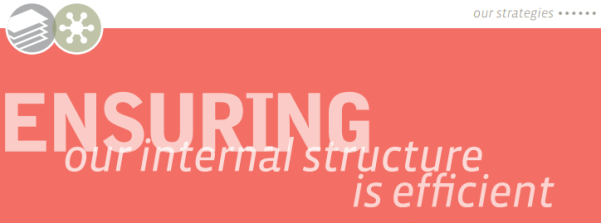 our strategies ••••••
ENSURING
our internal structure
is efficient